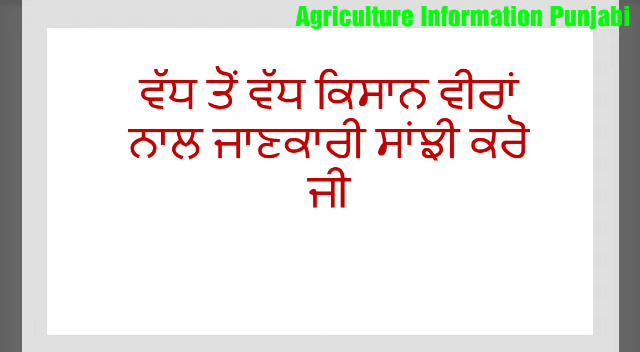 Agriculture Information Punjabi
ਵੱਧ ਤੋਂ ਵੱਧ ਕਿਸਾਨ ਵੀਰਾਂ
ਨਾਲ ਜਾਣਕਾਰੀ ਸਾਂਝੀ ਕਰੋ
ਜੀ